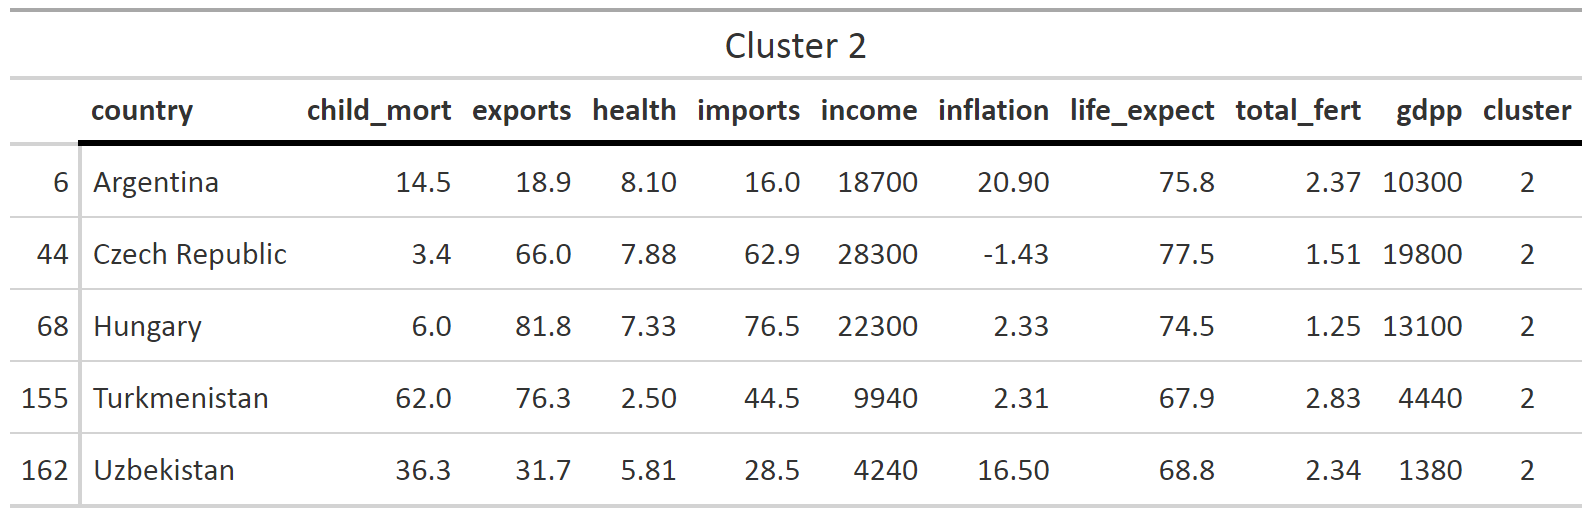 Cluster 2
country child_mort exports health imports income inflation life_expect total_fert gdpp cluster
6 Argentina 14.5 18.9 8.10 16.0 18700 20.90 75.8 2.37 10300 2
44 Czech Republic 3.4 66.0 7.88 62.9 28300 -1.43 77.5 1.51 19800 2
68 Hungary 6.0 81.8 7.33 76.5 22300 2.33 74.5 1.25 13100 2
155 Turkmenistan 62.0 76.3 2.50 44.5 9940 2.31 67.9 2.83 4440 2
162 Uzbekistan 36.3 31.7 5.81 28.5 4240 16.50 68.8 2.34 1380 2